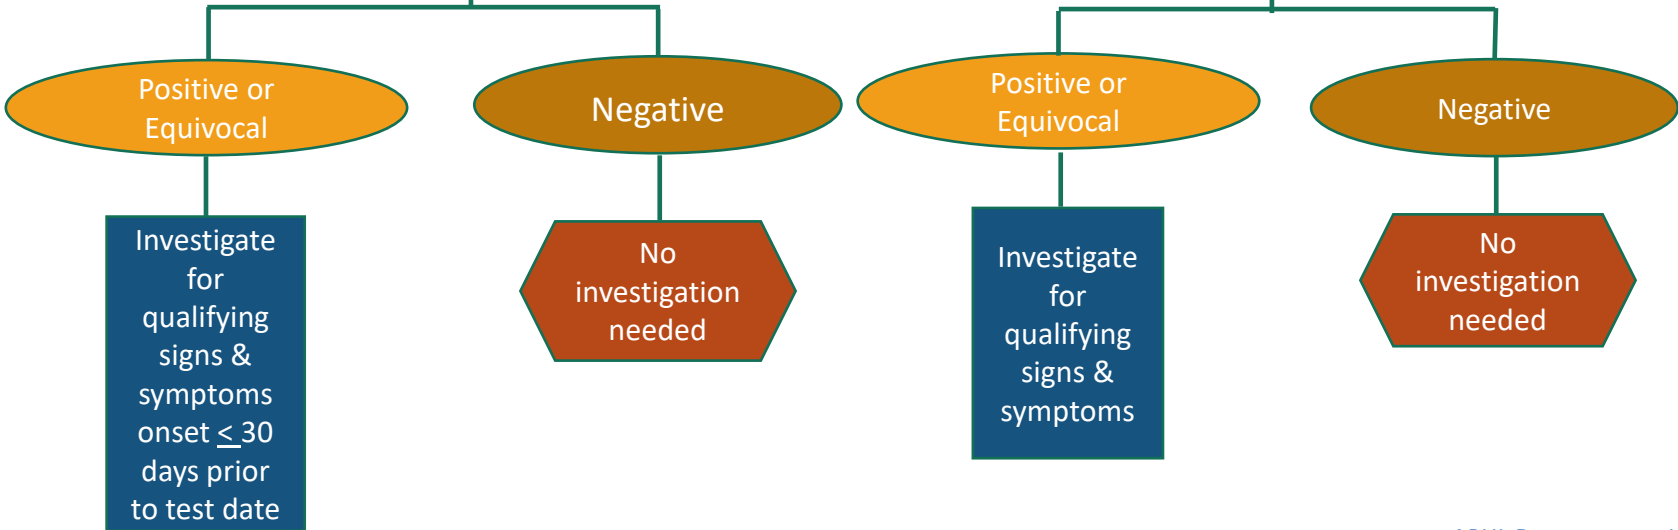 Positive or
Equivocal
Negative
Positive or
Equivocal
Negative
Investigate
for
qualifying
signs &
symptoms
onset < 30
days prior
to test date
No
investigation
needed
Investigate
for
qualifying
signs &
symptoms
No
investigation
needed